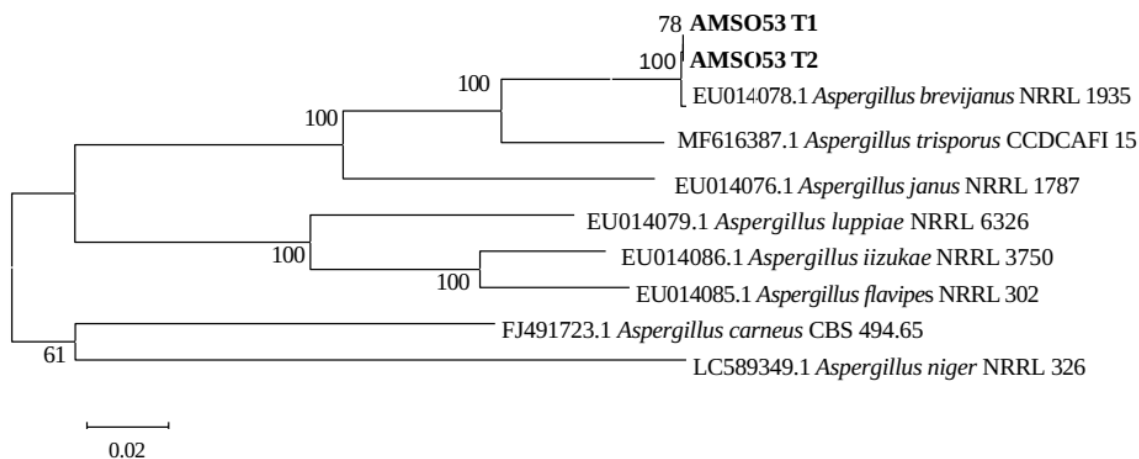 78 AMSO53 T1
100 AMSO53 T2
100
EU014078.1 Aspergillus brevijanus NRRL 1935
100
MF616387.1 Aspergillus trisporus CCDCAFI 15
EU014076.1 Aspergillus janus NRRL 1787
EU014079.1 Aspergillus luppiae NRRL 6326
100
EU014086.1 Aspergillus iizukae NRRL 3750
100
EU014085.1 Aspergillus flavipes NRRL 302
FJ491723.1 Aspergillus carneus CBS 494.65
61
LC589349.1 Aspergillus niger NRRL 326
0.02